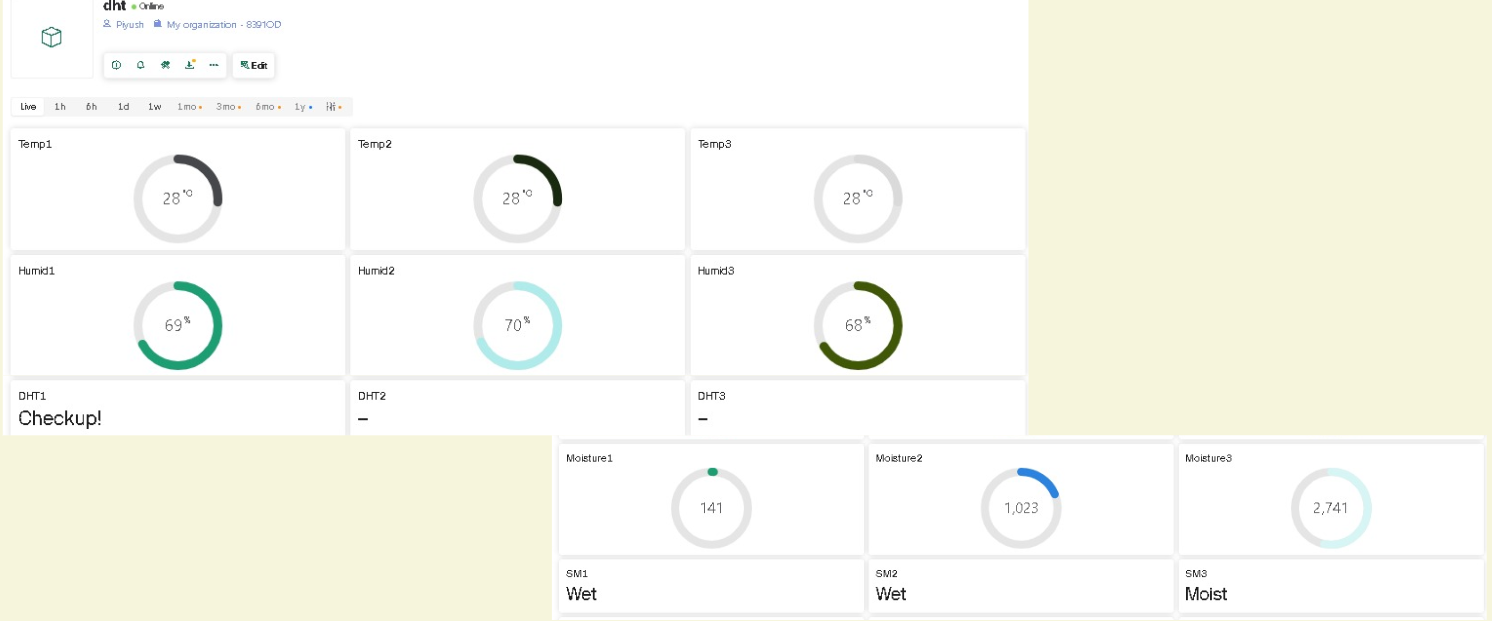 dht Online
Piyush My organization - 8391OD
Edit
Live 1h 6h 1d 1w 1mo 3mo 6mo 1y
Temp1 Temp2 Temp3
28 °C 28 °C 28 °C
Humid1 Humid2 Humid3
69 % 70 % 68 %
DHT1 DHT2 DHT3
Checkup! – –
Moisture1 Moisture2 Moisture3
141 1,023 2,741
SM1 SM2 SM3
Wet Wet Moist